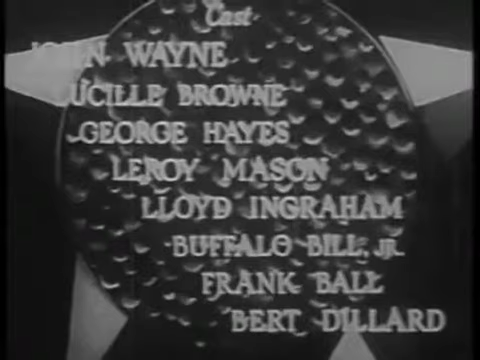 Cast
JOHN WAYNE
LUCILLE BROWNE
GEORGE HAYES
LEROY MASON
LLOYD INGRAHAM
BUFFALO BILL, JR.
FRANK BALL
BERT DILLARD